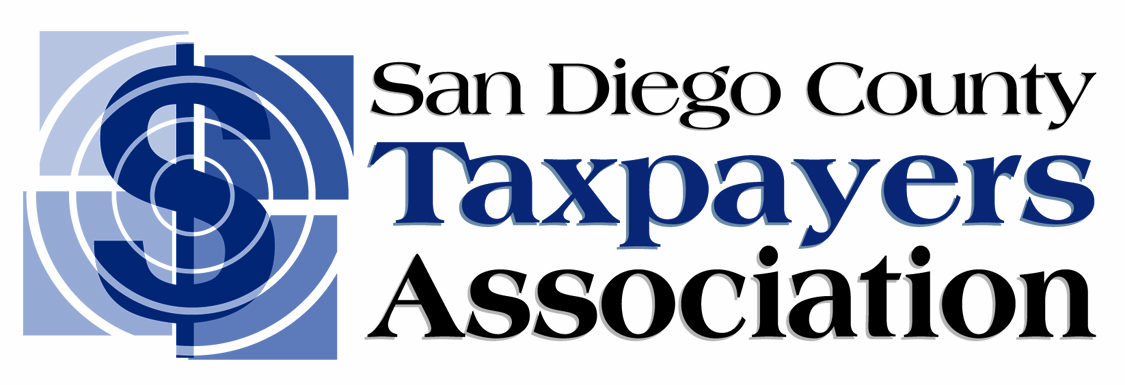 $
San Diego County
Taxpayers
Association